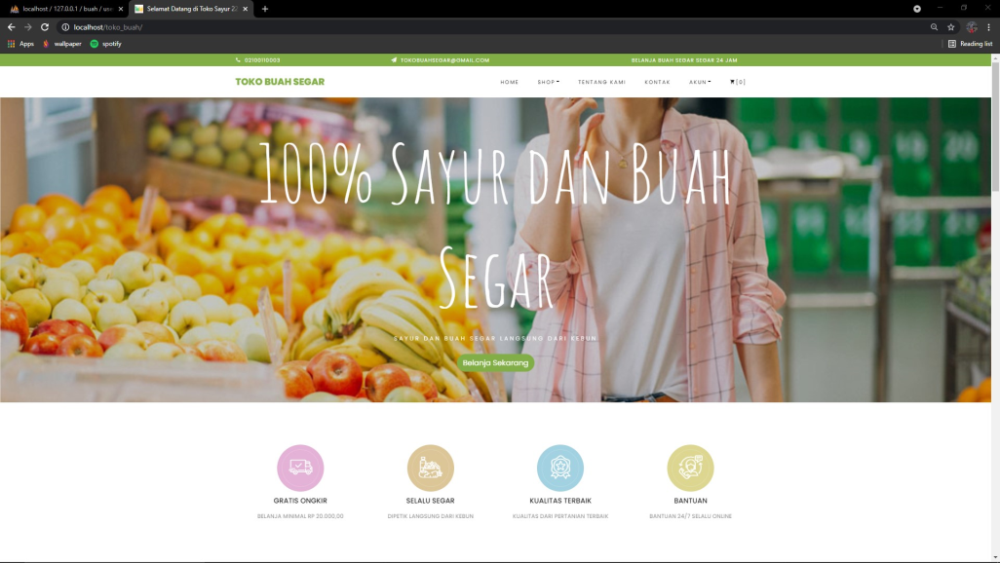 localhost / 127.0.0.1 / buah / use
Selamat Datang di Toko Sayur 22
localhost/toko_buah/
Apps
wallpaper
spotify
Reading list
02100110003
TOKOBUAHSEGAR@GMAIL.COM
BELANJA BUAH SEGAR SEGAR 24 JAM
TOKO BUAH SEGAR
HOME
SHOP
TENTANG KAMI
KONTAK
AKUN
[0]
100% SAYUR DAN BUAH
SEGAR
SAYUR DAN BUAH SEGAR LANGSUNG DARI KEBUN
Belanja Sekarang
GRATIS ONGKIR
BELANJA MINIMAL RP 20.000,00
SELALU SEGAR
DIPETIK LANGSUNG DARI KEBUN
KUALITAS TERBAIK
KUALITAS DARI PERTANIAN TERBAIK
BANTUAN
BANTUAN 24/7 SELALU ONLINE